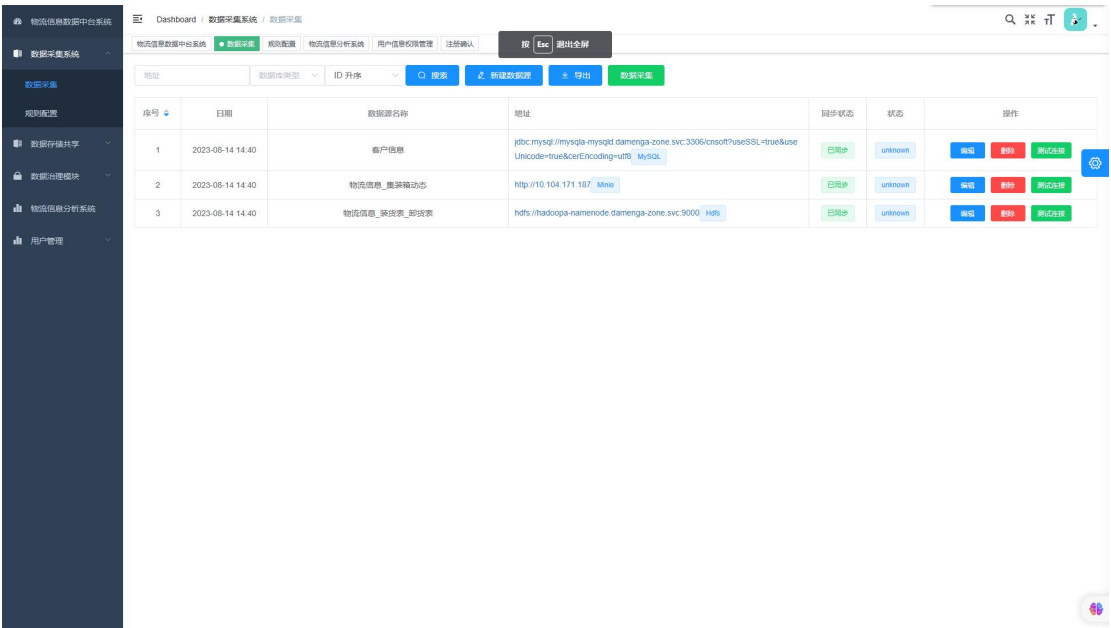 物流信息数据中台系统
数据采集系统
数据采集
规则配置
数据存储共享
数据治理模块
物流信息分析系统
用户管理
Dashboard / 数据采集系统 / 数据采集
物流信息数据中台系统 数据采集 规则配置 物流信息分析系统 用户信息权限管理 注册确认
按 Esc 退出全屏
地址 数据库类型 ID 升序 搜索 新建数据源 导出 数据采集
序号 日期 数据源名称 地址 同步状态 状态 操作
1 2023-08-14 14:40 客户信息 jdbc:mysql://mysqla-mysqld.damenga-zone.svc:3306/cnsoft?useSSL=true&use
Unicode=true&cerEncoding=utf8 MySQL 已同步 unknown 编辑 删除 测试连接
2 2023-08-14 14:40 物流信息_集装箱动态 http://10.104.171.187 Minio 已同步 unknown 编辑 删除 测试连接
3 2023-08-14 14:40 物流信息_装货表_卸货表 hdfs://hadoopa-namenode.damenga-zone.svc:9000 Hdfs 已同步 unknown 编辑 删除 测试连接